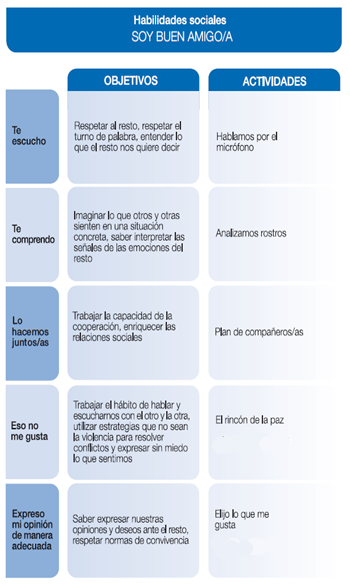 Habilidades sociales
SOY BUEN AMIGO/A
OBJETIVOS
ACTIVIDADES
Te
escucho
Respetar al resto, respetar el
turno de palabra, entender lo
que el resto nos quiere decir
Hablamos por el
micrófono
Te
comprendo
Imaginar lo que otros y otras
sienten en una situación
concreta, saber interpretar las
señales de las emociones del
resto
Analizamos rostros
Lo
hacemos
juntos/as
Trabajar la capacidad de la
cooperación, enriquecer las
relaciones sociales
Plan de compañeros/as
Eso no
me gusta
Trabajar el hábito de hablar y
escucharnos con el otro y la otra,
utilizar estrategias que no sean
la violencia para resolver
conflictos y expresar sin miedo
lo que sentimos
El rincón de la paz
Expreso
mi opinión
de manera
adecuada
Saber expresar nuestras
opiniones y deseos ante el resto,
respetar normas de convivencia
Elijo lo que me
gusta